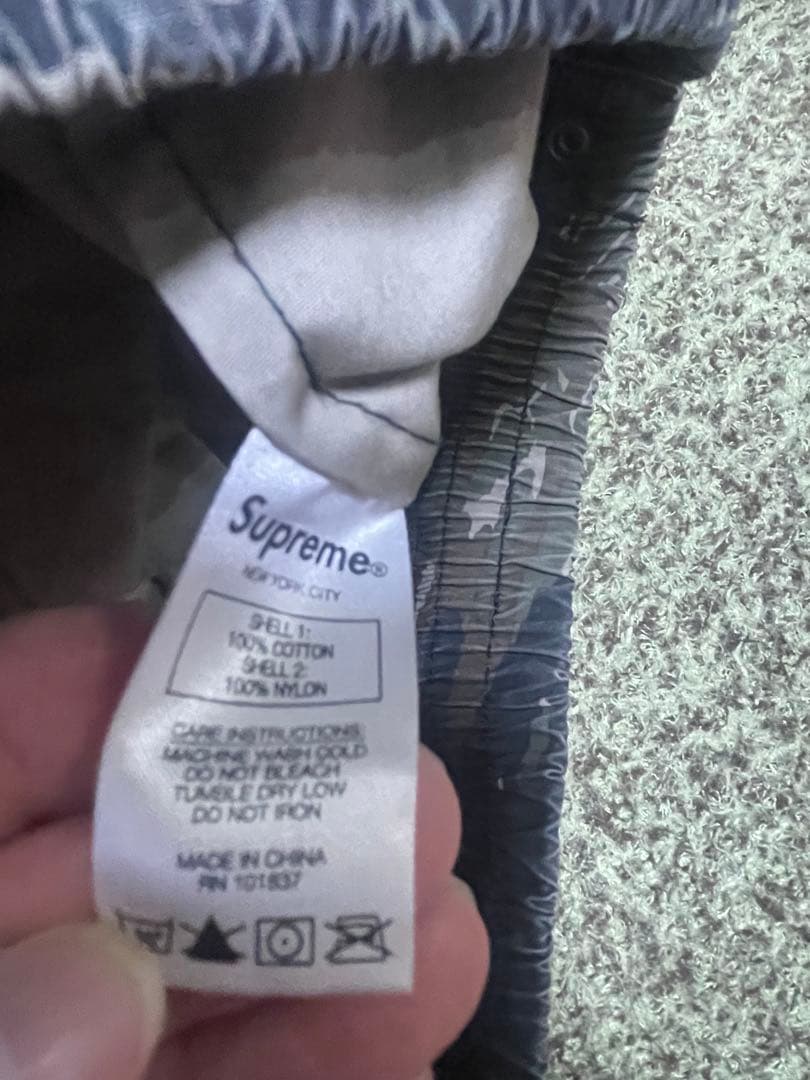 Supreme®
NEW YORK CITY
SHELL 1:
100% COTTON
SHELL 2:
100% NYLON
CARE INSTRUCTIONS:
MACHINE WASH COLD
DO NOT BLEACH
TUMBLE DRY LOW
DO NOT IRON
MADE IN CHINA
RN 101837